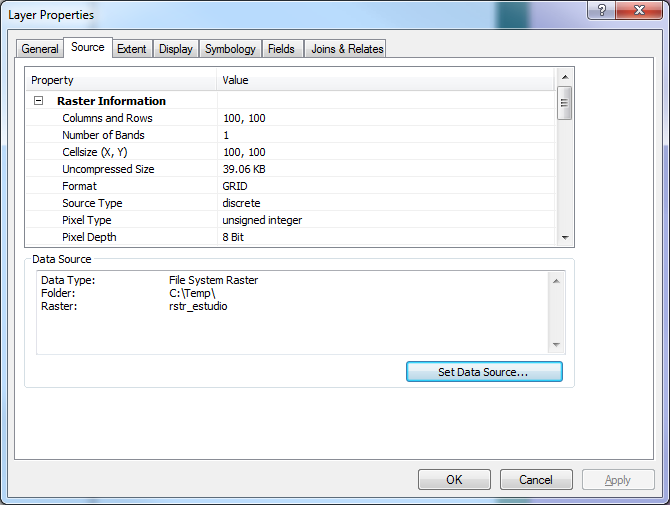 Layer Properties
?
General Source Extent Display Symbology Fields Joins & Relates
Property Value
Raster Information
Columns and Rows 100, 100
Number of Bands 1
Cellsize (X, Y) 100, 100
Uncompressed Size 39.06 KB
Format GRID
Source Type discrete
Pixel Type unsigned integer
Pixel Depth 8 Bit
Data Source
Data Type: File System Raster
Folder: C:\Temp\
Raster: rstr_estudio
Set Data Source...
OK Cancel Apply